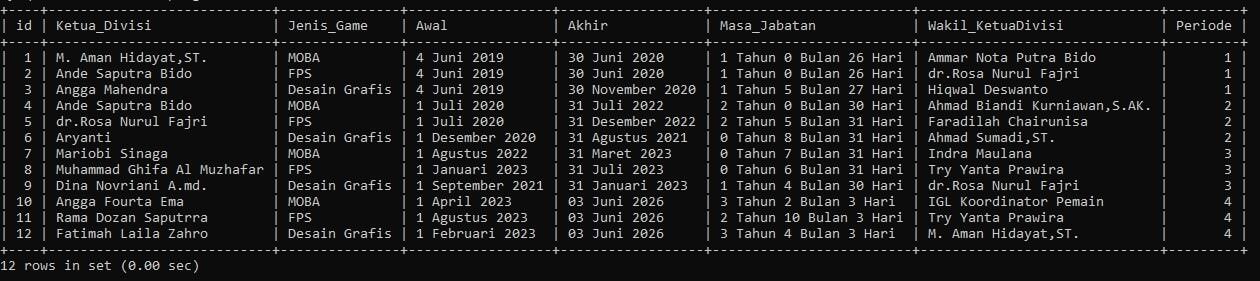 | id | Ketua_Divisi | Jenis_Game | Awal | Akhir | Masa_Jabatan | Wakil_KetuaDivisi | Periode |
| 1 | M. Aman Hidayat,ST. | MOBA | 4 Juni 2019 | 30 Juni 2020 | 1 Tahun 0 Bulan 26 Hari | Ammar Nota Putra Bido | 1 |
| 2 | Ande Saputra Bido | FPS | 4 Juni 2019 | 30 Juni 2020 | 1 Tahun 0 Bulan 26 Hari | dr.Rosa Nurul Fajri | 1 |
| 3 | Angga Mahendra | Desain Grafis | 4 Juni 2019 | 30 November 2020 | 1 Tahun 5 Bulan 27 Hari | Hiqwal Deswanto | 1 |
| 4 | Ande Saputra Bido | MOBA | 1 Juli 2020 | 31 Juli 2022 | 2 Tahun 0 Bulan 30 Hari | Ahmad Biandi Kurniawan,S.AK. | 2 |
| 5 | dr.Rosa Nurul Fajri | FPS | 1 Juli 2020 | 31 Desember 2022 | 2 Tahun 5 Bulan 31 Hari | Faradilah Chairunisa | 2 |
| 6 | Aryanti | Desain Grafis | 1 Desember 2020 | 31 Agustus 2021 | 0 Tahun 8 Bulan 31 Hari | Ahmad Sumadi,ST. | 2 |
| 7 | Mariobi Sinaga | MOBA | 1 Agustus 2022 | 31 Maret 2023 | 0 Tahun 7 Bulan 31 Hari | Indra Maulana | 3 |
| 8 | Muhammad Ghifa Al Muzhafar | FPS | 1 Januari 2023 | 31 Juli 2023 | 0 Tahun 6 Bulan 31 Hari | Try Yanta Prawira | 3 |
| 9 | Dina Novriani A.md. | Desain Grafis | 1 September 2021 | 31 Januari 2023 | 1 Tahun 4 Bulan 30 Hari | dr.Rosa Nurul Fajri | 3 |
| 10 | Angga Fourta Ema | MOBA | 1 April 2023 | 03 Juni 2026 | 3 Tahun 2 Bulan 3 Hari | IGL Koordinator Pemain | 4 |
| 11 | Rama Dozan Saputrra | FPS | 1 Agustus 2023 | 03 Juni 2026 | 2 Tahun 10 Bulan 3 Hari | Try Yanta Prawira | 4 |
| 12 | Fatimah Laila Zahro | Desain Grafis | 1 Februari 2023 | 03 Juni 2026 | 3 Tahun 4 Bulan 3 Hari | M. Aman Hidayat,ST. | 4 |
12 rows in set (0.00 sec)